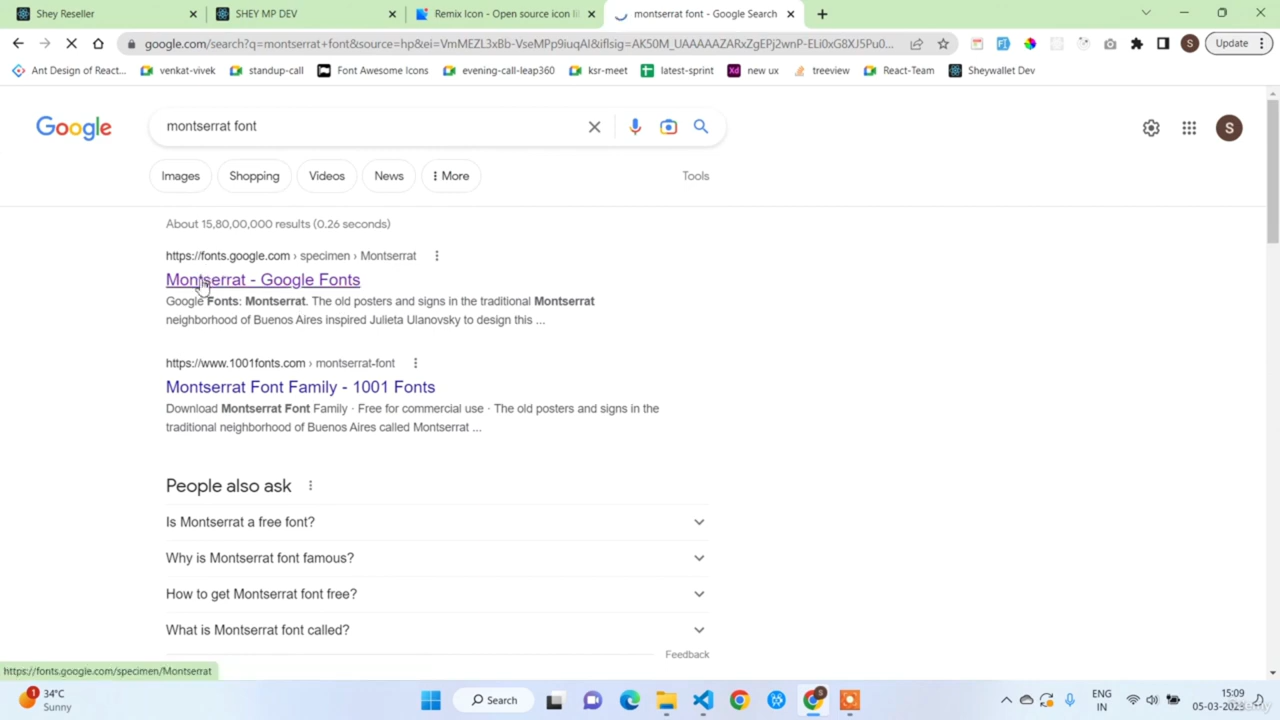 Shey Reseller
SHEY MP DEV
Remix Icon - Open source icon li
montserrat font - Google Search
google.com/search?q=montserrat+font&source=hp&ei=VmMEZL3xBb-VseMPp9iuqAI&iflsig=AK50M_UAAAAAZARxZgEPj2wnP-ELi0xG8XJ5Pu0...
Update
Ant Design of React...
venkat-vivek
standup-call
Font Awesome Icons
evening-call-leap360
ksr-meet
latest-sprint
new ux
treeview
React-Team
Sheywallet Dev
Google
montserrat font
S
Images
Shopping
Videos
News
More
Tools
About 15,80,00,000 results (0.26 seconds)
https://fonts.google.com › specimen › Montserrat
Montserrat - Google Fonts
Google Fonts: Montserrat. The old posters and signs in the traditional Montserrat
neighborhood of Buenos Aires inspired Julieta Ulanovsky to design this ...
https://www.1001fonts.com › montserrat-font
Montserrat Font Family - 1001 Fonts
Download Montserrat Font Family · Free for commercial use · The old posters and signs in the
traditional neighborhood of Buenos Aires called Montserrat ...
People also ask
Is Montserrat a free font?
Why is Montserrat font famous?
How to get Montserrat font free?
What is Montserrat font called?
Feedback
https://fonts.google.com/specimen/Montserrat
34°C
Sunny
Search
ENG
IN
15:09